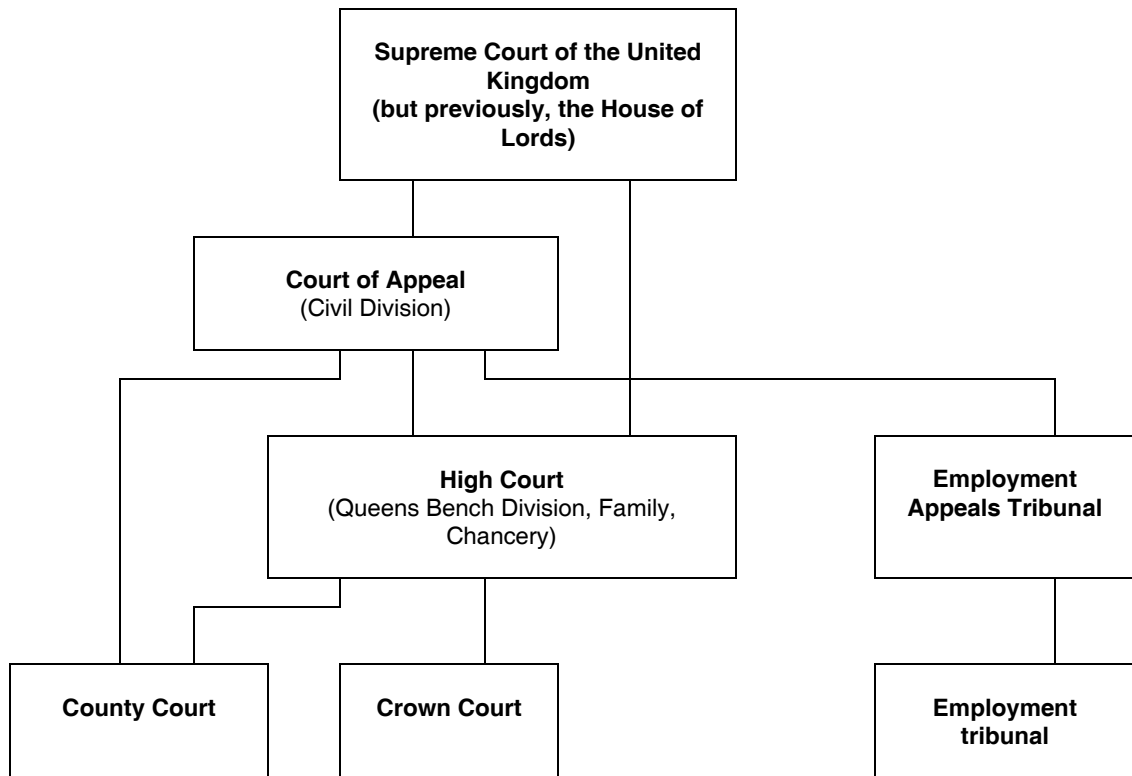 Supreme Court of the United
Kingdom
(but previously, the House of
Lords)
Court of Appeal
(Civil Division)
High Court
(Queens Bench Division, Family,
Chancery)
Employment
Appeals Tribunal
County Court
Crown Court
Employment
tribunal